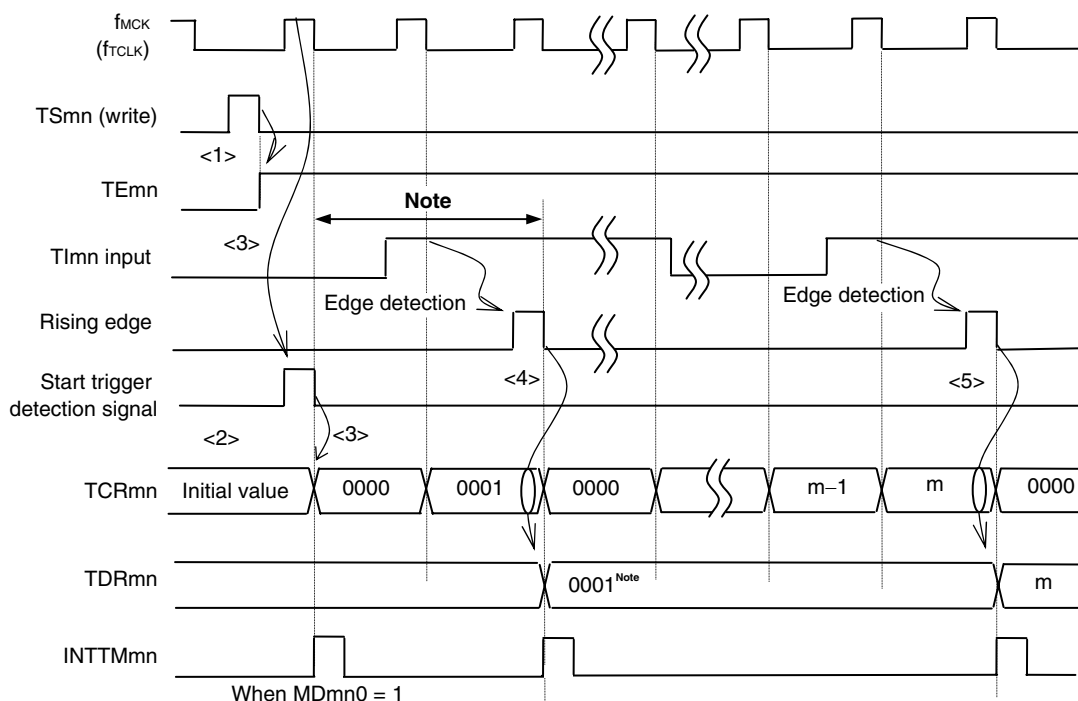 fMCK
(fTCLK)
TSmn (write)
<1>
TEmn
Note
<3>
TImn input
Edge detection
Edge detection
Rising edge
<4>
<5>
Start trigger
detection signal
<2>
<3>
TCRmn
Initial value
0000
0001
0000
m−1
m
0000
TDRmn
0001Note
m
INTTMmn
When MDmn0 = 1